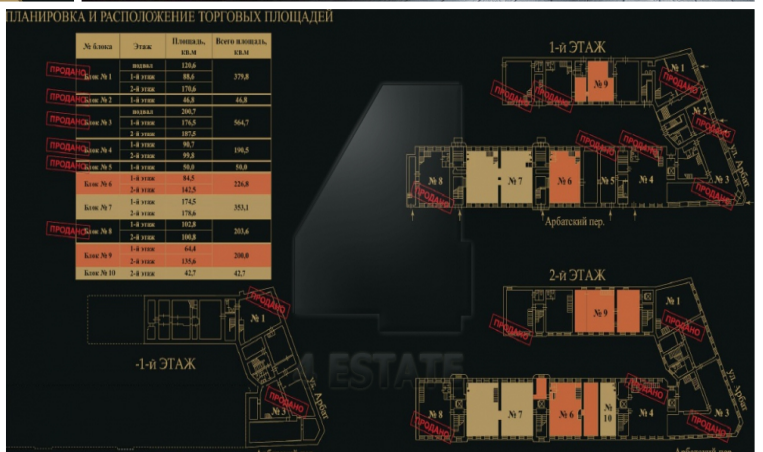 ПЛАНИРОВКА И РАСПОЛОЖЕНИЕ ТОРГОВЫХ ПЛОЩАДЕЙ
№ блока Этаж Площадь, кв.м Всего площадь, кв.м
ПРОДАНО Блок № 1 подвал 120,6 379,8
1-й этаж 88,6
2-й этаж 170,6
ПРОДАНО Блок № 2 1-й этаж 46,8 46,8
ПРОДАНО Блок № 3 подвал 200,7 564,7
1-й этаж 176,5
2-й этаж 187,5
ПРОДАНО Блок № 4 1-й этаж 90,7 190,5
2-й этаж 99,8
ПРОДАНО Блок № 5 1-й этаж 50,0 50,0
Блок № 6 1-й этаж 84,5 226,8
2-й этаж 142,5
Блок № 7 1-й этаж 174,5 353,1
2-й этаж 178,6
ПРОДАНО Блок № 8 1-й этаж 102,8 203,6
2-й этаж 100,8
Блок № 9 1-й этаж 64,4 200,0
2-й этаж 135,6
Блок № 10 2-й этаж 42,7 42,7
1-й ЭТАЖ
№ 1
ПРОДАНО
№ 9
ПРОДАНО
ПРОДАНО
№ 2
ПРОДАНО
ул. Арбат
ПРОДАНО
ПРОДАНО
№ 8
№ 7
№ 6
№ 5
№ 4
№ 3
ПРОДАНО
ПРОДАНО
Арбатский пер.
2-й ЭТАЖ
№ 1
№ 9
ПРОДАНО
ПРОДАНО
ул. Арбат
ПРОДАНО
№ 8
№ 7
№ 6
№ 10
№ 4
№ 3
ПРОДАНО
ПРОДАНО
-1-й ЭТАЖ
ПРОДАНО
№ 1
ул. Арбат
ПРОДАНО
№ 3
4 ESTATE